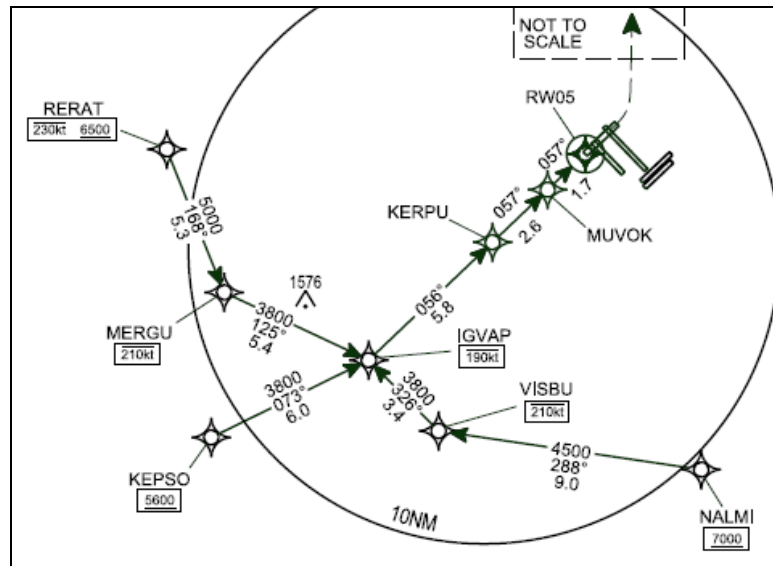 NOT TO
SCALE
RW05
RERAT
230kt 6500
057°
1.7
057°
2.6
KERPU
MUVOK
5000
168°
5.3
1576
MERGU
210kt
3800
125°
5.4
056°
5.8
IGVAP
190kt
3800
073°
6.0
3800
326°
3.4
VISBU
210kt
KEPSO
5600
4500
288°
9.0
NALMI
7000
10NM